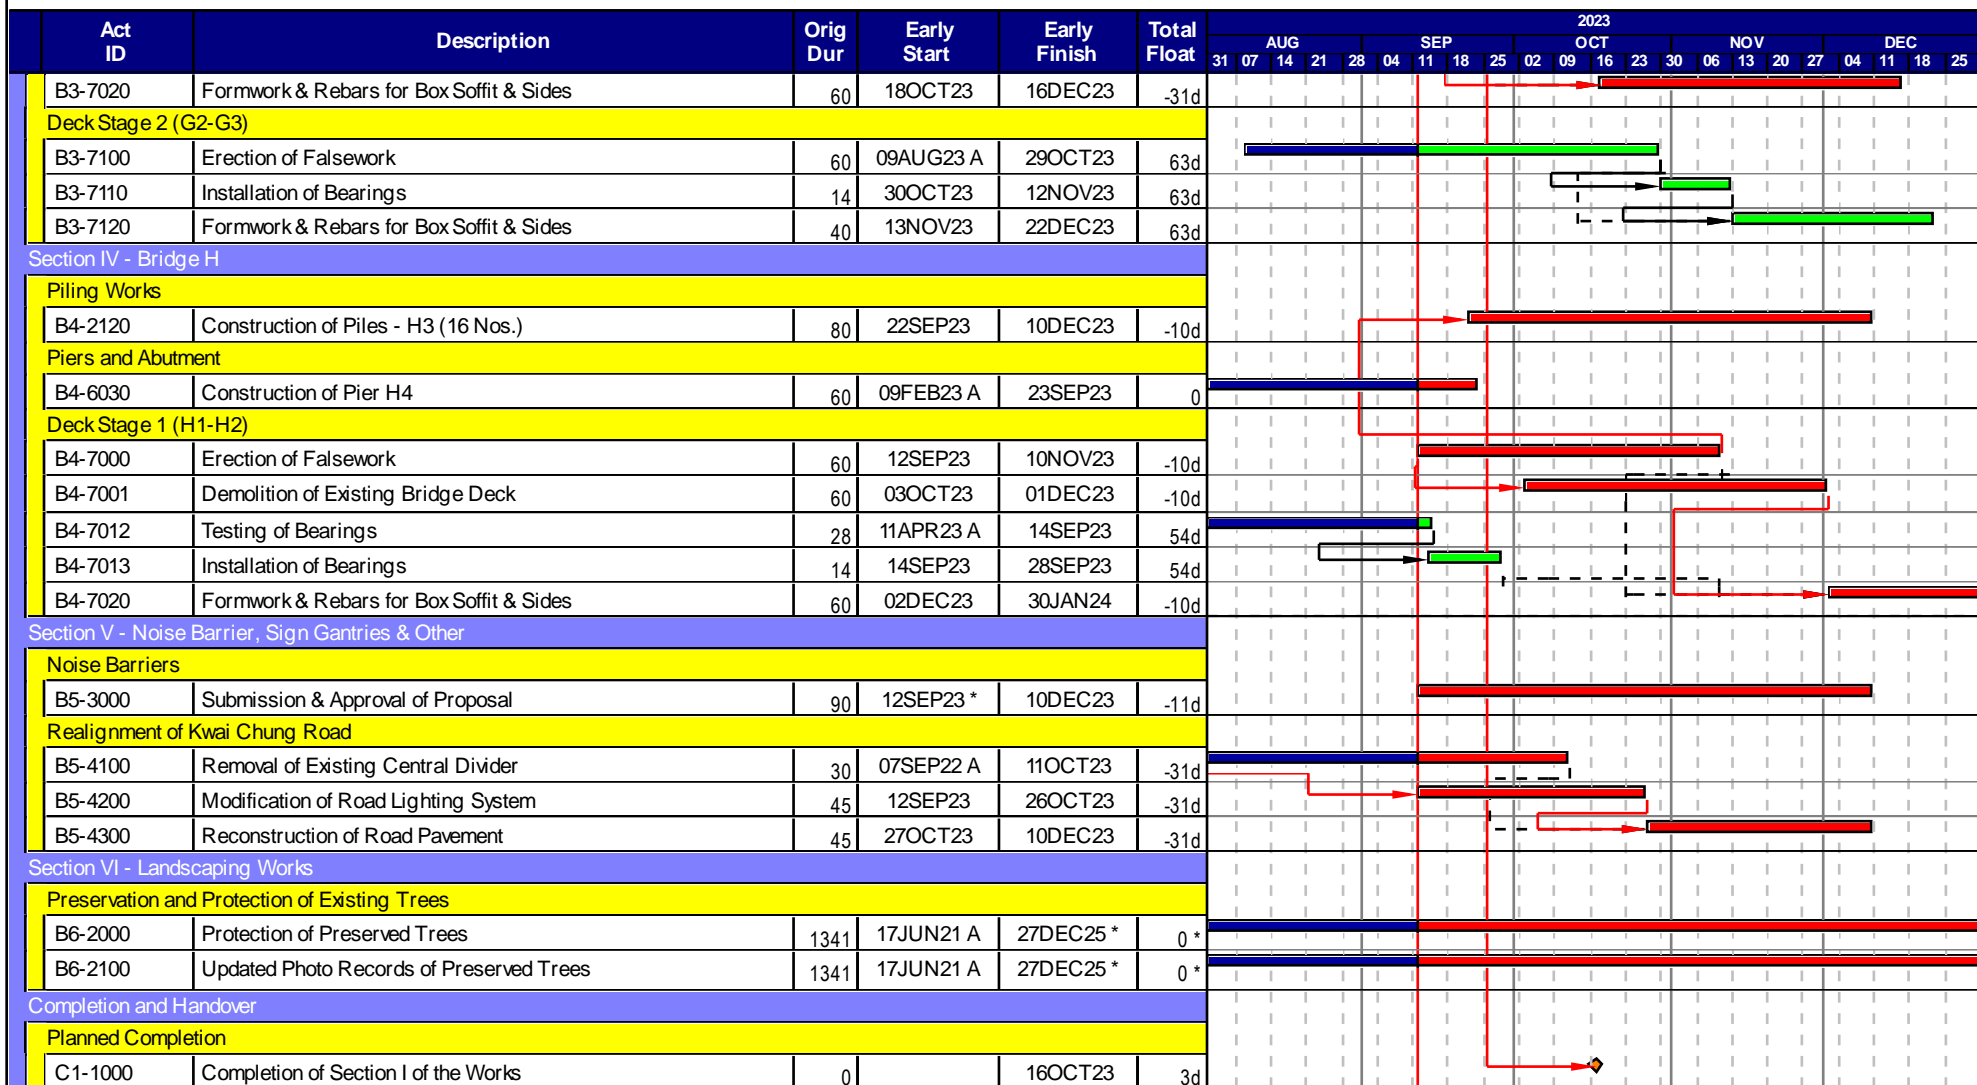 Act ID Description Orig Dur Early Start Early Finish Total Float 2023
AUG SEP OCT NOV DEC
31 07 14 21 28 04 11 18 25 02 09 16 23 30 06 13 20 27 04 11 18 25
B3-7020 Formwork & Rebars for Box Soffit & Sides 60 18OCT23 16DEC23 -31d
Deck Stage 2 (G2-G3)
B3-7100 Erection of Falsework 60 09AUG23 A 29OCT23 63d
B3-7110 Installation of Bearings 14 30OCT23 12NOV23 63d
B3-7120 Formwork & Rebars for Box Soffit & Sides 40 13NOV23 22DEC23 63d
Section IV - Bridge H
Piling Works
B4-2120 Construction of Piles - H3 (16 Nos.) 80 22SEP23 10DEC23 -10d
Piers and Abutment
B4-6030 Construction of Pier H4 60 09FEB23 A 23SEP23 0
Deck Stage 1 (H1-H2)
B4-7000 Erection of Falsework 60 12SEP23 10NOV23 -10d
B4-7001 Demolition of Existing Bridge Deck 60 03OCT23 01DEC23 -10d
B4-7012 Testing of Bearings 28 11APR23 A 14SEP23 54d
B4-7013 Installation of Bearings 14 14SEP23 28SEP23 54d
B4-7020 Formwork & Rebars for Box Soffit & Sides 60 02DEC23 30JAN24 -10d
Section V - Noise Barrier, Sign Gantries & Other
Noise Barriers
B5-3000 Submission & Approval of Proposal 90 12SEP23 * 10DEC23 -11d
Realignment of Kwai Chung Road
B5-4100 Removal of Existing Central Divider 30 07SEP22 A 11OCT23 -31d
B5-4200 Modification of Road Lighting System 45 12SEP23 26OCT23 -31d
B5-4300 Reconstruction of Road Pavement 45 27OCT23 10DEC23 -31d
Section VI - Landscaping Works
Preservation and Protection of Existing Trees
B6-2000 Protection of Preserved Trees 1341 17JUN21 A 27DEC25 * 0 *
B6-2100 Updated Photo Records of Preserved Trees 1341 17JUN21 A 27DEC25 * 0 *
Completion and Handover
Planned Completion
C1-1000 Completion of Section I of the Works 0 16OCT23 3d